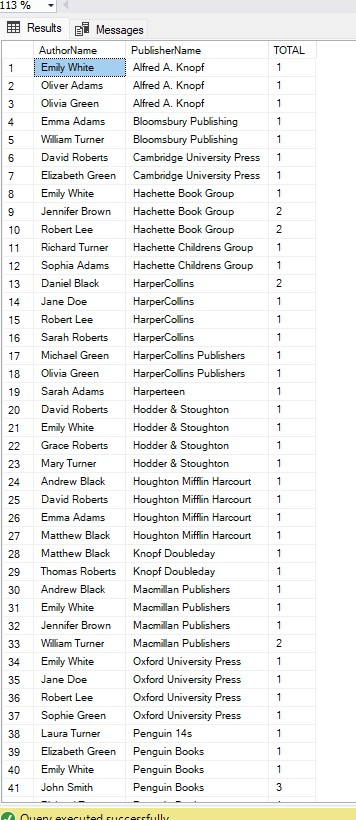 113 %
Results Messages
AuthorName PublisherName TOTAL
1 Emily White Alfred A. Knopf 1
2 Oliver Adams Alfred A. Knopf 1
3 Olivia Green Alfred A. Knopf 1
4 Emma Adams Bloomsbury Publishing 1
5 William Turner Bloomsbury Publishing 1
6 David Roberts Cambridge University Press 1
7 Elizabeth Green Cambridge University Press 1
8 Emily White Hachette Book Group 1
9 Jennifer Brown Hachette Book Group 2
10 Robert Lee Hachette Book Group 2
11 Richard Turner Hachette Childrens Group 1
12 Sophia Adams Hachette Childrens Group 1
13 Daniel Black HarperCollins 2
14 Jane Doe HarperCollins 1
15 Robert Lee HarperCollins 1
16 Sarah Roberts HarperCollins 1
17 Michael Green HarperCollins Publishers 1
18 Olivia Green HarperCollins Publishers 1
19 Sarah Adams Harperteen 1
20 David Roberts Hodder & Stoughton 1
21 Emily White Hodder & Stoughton 1
22 Grace Roberts Hodder & Stoughton 1
23 Mary Turner Hodder & Stoughton 1
24 Andrew Black Houghton Mifflin Harcourt 1
25 David Roberts Houghton Mifflin Harcourt 1
26 Emma Adams Houghton Mifflin Harcourt 1
27 Matthew Black Houghton Mifflin Harcourt 1
28 Matthew Black Knopf Doubleday 1
29 Thomas Roberts Knopf Doubleday 1
30 Andrew Black Macmillan Publishers 1
31 Emily White Macmillan Publishers 1
32 Jennifer Brown Macmillan Publishers 1
33 William Turner Macmillan Publishers 2
34 Emily White Oxford University Press 1
35 Jane Doe Oxford University Press 1
36 Robert Lee Oxford University Press 1
37 Sophie Green Oxford University Press 1
38 Laura Turner Penguin 14s 1
39 Elizabeth Green Penguin Books 1
40 Emily White Penguin Books 1
41 John Smith Penguin Books 3
Query executed successfully